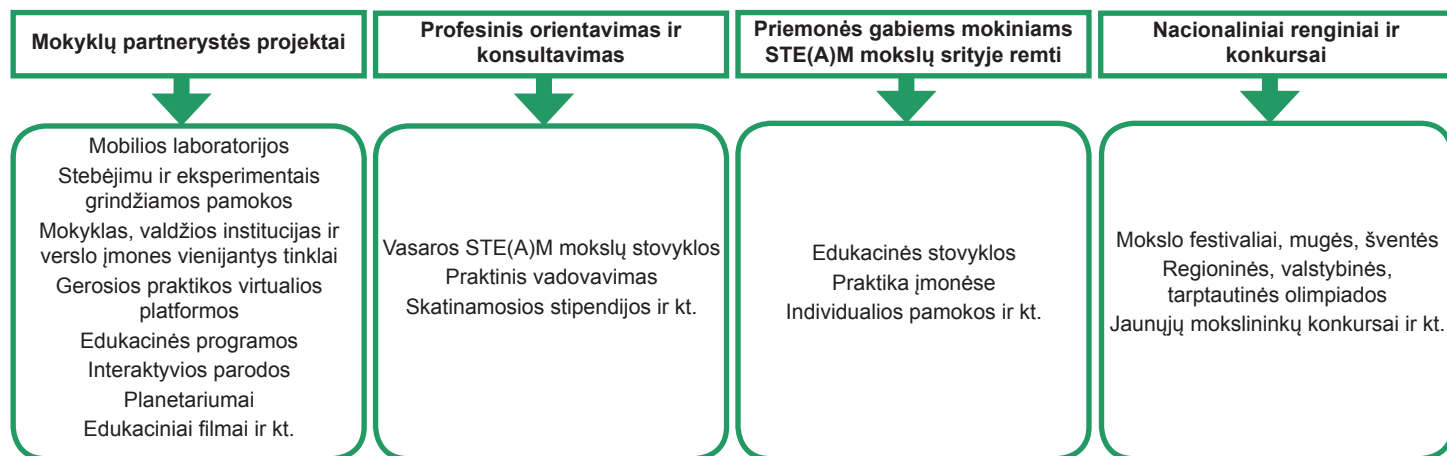 Mokyklų partnerystės projektai
Mobilios laboratorijos
Stebėjimu ir eksperimentais
grindžiamos pamokos
Mokyklas, valdžios institucijas ir
verslo įmones vienijantys tinklai
Gerosios praktikos virtualios
platformos
Edukacinės programos
Interaktyvios parodos
Planetariumai
Edukaciniai filmai ir kt.
Profesinis orientavimas ir
konsultavimas
Vasaros STE(A)M mokslų stovyklos
Praktinis vadovavimas
Skatinamosios stipendijos ir kt.
Priemonės gabiems mokiniams
STE(A)M mokslų srityje remti
Edukacinės stovyklos
Praktika įmonėse
Individualios pamokos ir kt.
Nacionaliniai renginiai ir
konkursai
Mokslo festivaliai, mugės, šventės
Regioninės, valstybinės,
tarptautinės olimpiados
Jaunųjų mokslininkų konkursai ir kt.